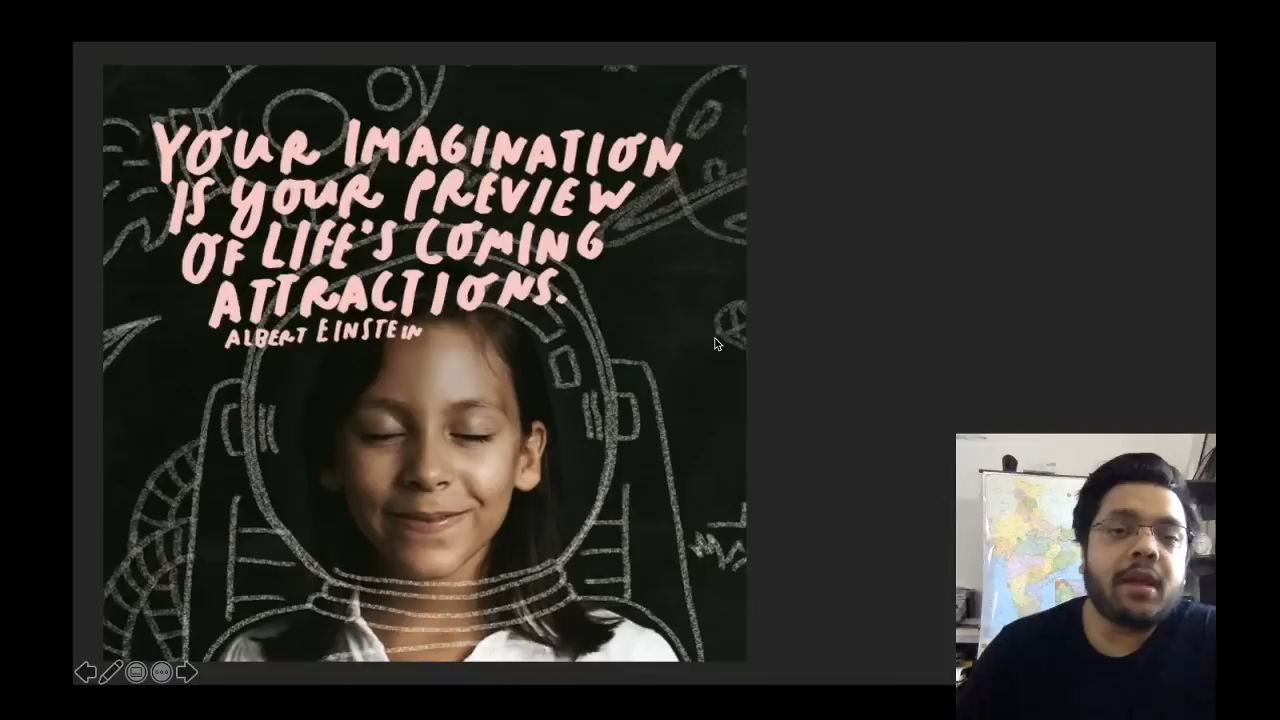 YOUR IMAGINATION
IS YOUR PREVIEW
OF LIFE'S COMING
ATTRACTIONS.
ALBERT EINSTEIN